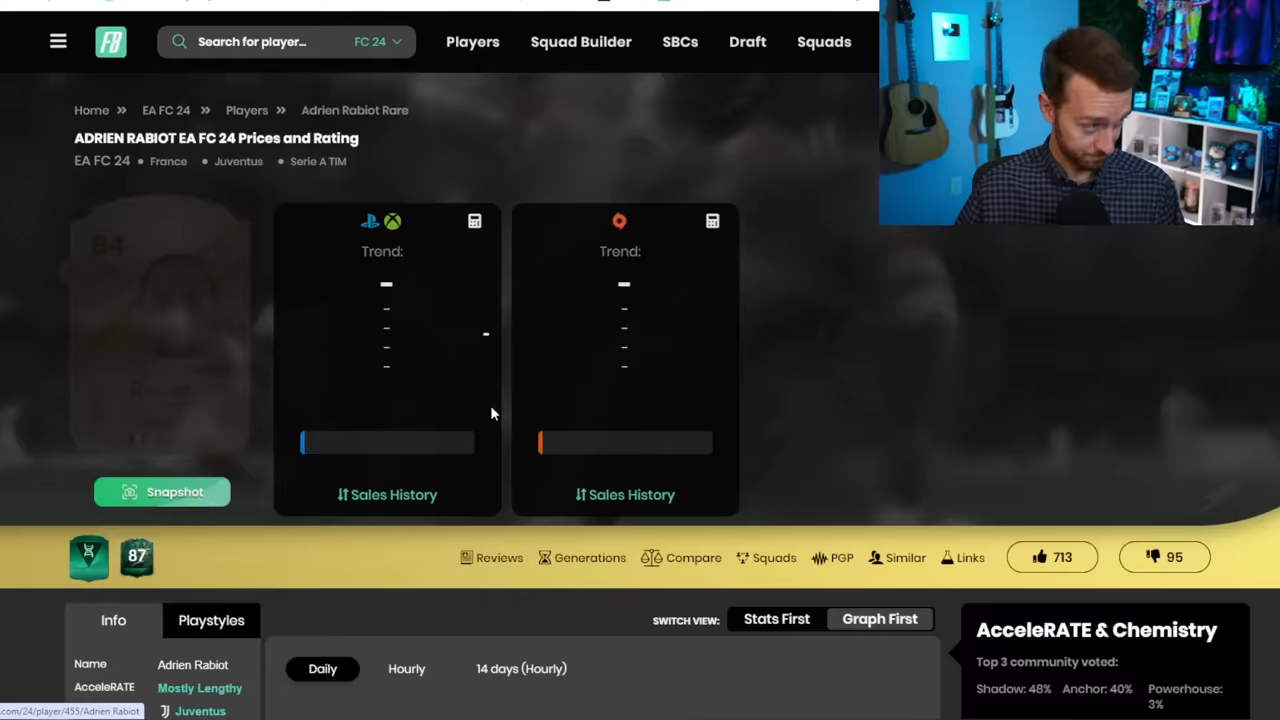 FB Search for player... FC 24 Players Squad Builder SBCs Draft Squads
Home » EA FC 24 » Players » Adrien Rabiot Rare
ADRIEN RABIOT EA FC 24 Prices and Rating
EA FC 24 • France • Juventus • Serie A TIM
84
Trend: Trend:
Sales History Sales History
Snapshot
87 Reviews Generations Compare Squads PGP Similar Links 713 95
Info Playstyles
SWITCH VIEW: Stats First Graph First
AcceleRATE & Chemistry
Name Adrien Rabiot
Daily Hourly 14 days (Hourly)
Top 3 community voted:
AcceleRATE Mostly Lengthy
Shadow: 48% Anchor: 40% Powerhouse: 3%
Juventus
.com/24/player/455/Adrien Rabiot